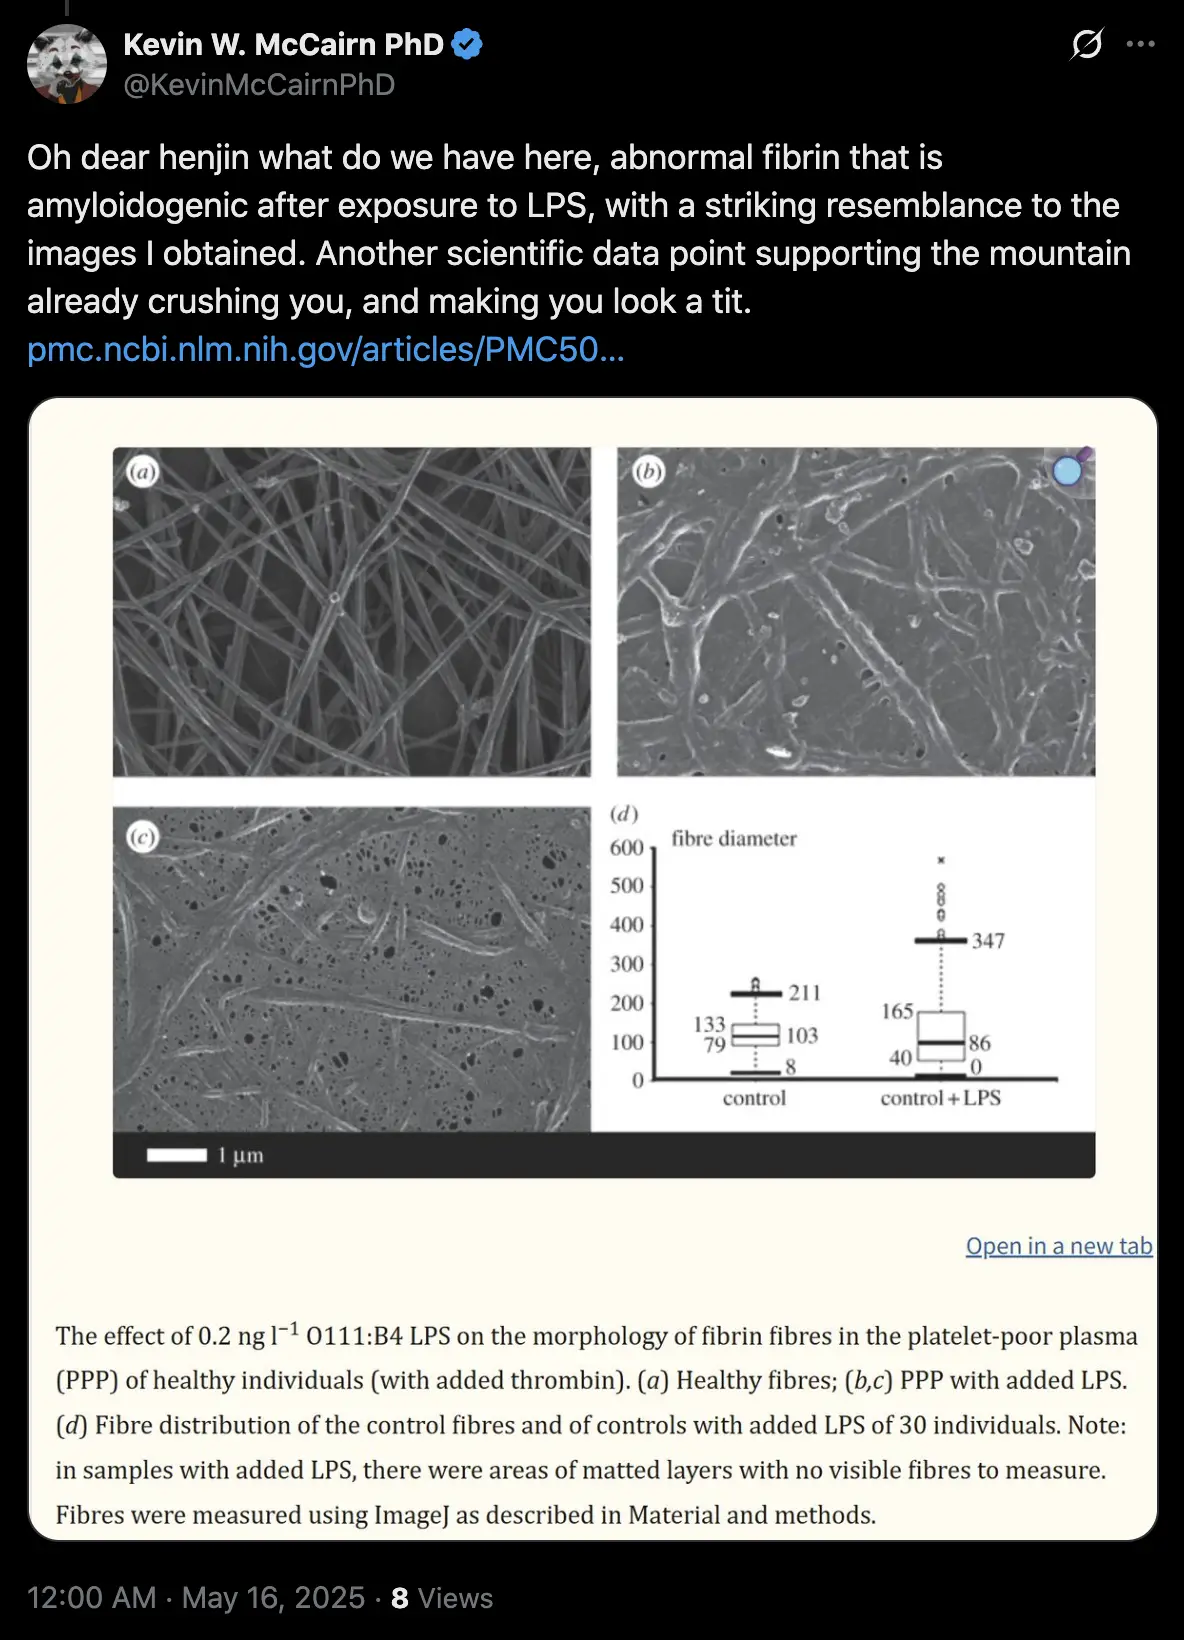 Kevin W. McCairn PhD
@KevinMcCairnPhD
Oh dear henjin what do we have here, abnormal fibrin that is
amyloidogenic after exposure to LPS, with a striking resemblance to the
images I obtained. Another scientific data point supporting the mountain
already crushing you, and making you look a tit.
pmc.ncbi.nlm.nih.gov/articles/PMC50...
(a)
(b)
(c)
(d)
fibre diameter
600
500
400
300
200
100
0
211
133
79
103
8
347
165
86
40
0
control
control+LPS
1 µm
Open in a new tab
The effect of 0.2 ng l⁻¹ O111:B4 LPS on the morphology of fibrin fibres in the platelet-poor plasma
(PPP) of healthy individuals (with added thrombin). (a) Healthy fibres; (b,c) PPP with added LPS.
(d) Fibre distribution of the control fibres and of controls with added LPS of 30 individuals. Note:
in samples with added LPS, there were areas of matted layers with no visible fibres to measure.
Fibres were measured using ImageJ as described in Material and methods.
12:00 AM · May 16, 2025 · 8 Views